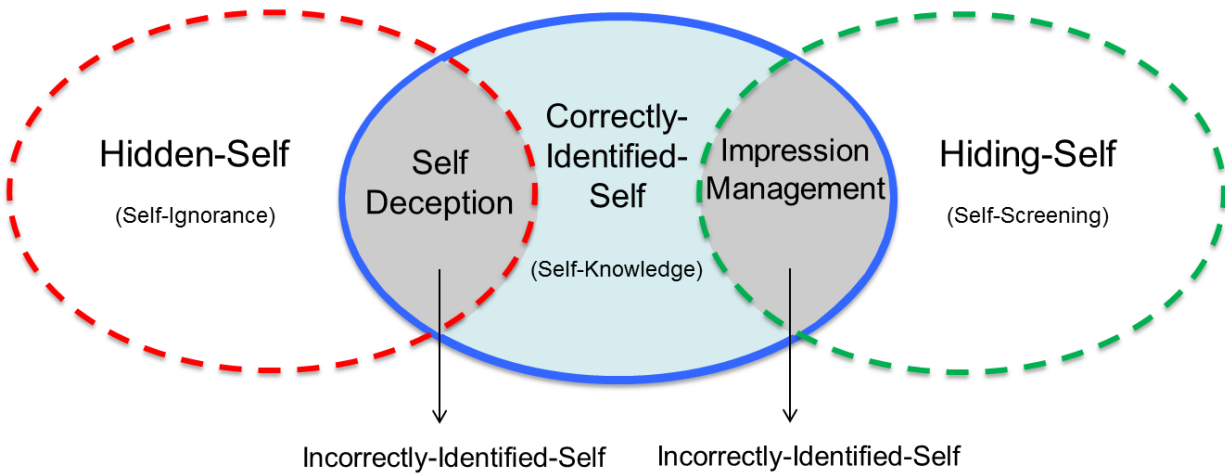 Hidden-Self
(Self-Ignorance)
Self
Deception
Correctly-
Identified-
Self
(Self-Knowledge)
Impression
Management
Hiding-Self
(Self-Screening)
Incorrectly-Identified-Self
Incorrectly-Identified-Self